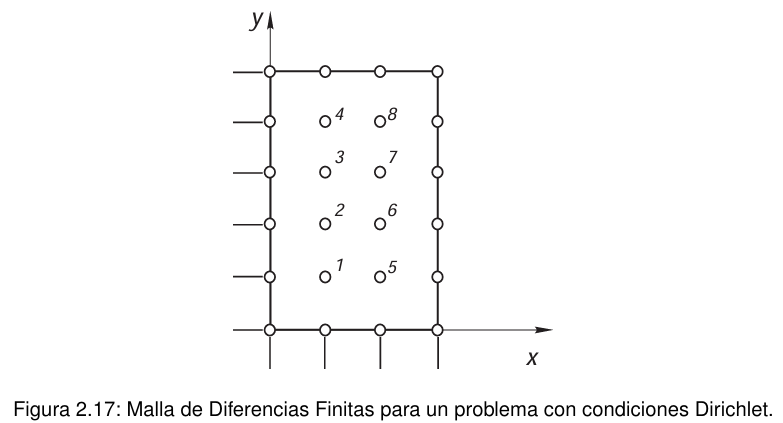 y
4 8
3 7
2 6
1 5
x
Figura 2.17: Malla de Diferencias Finitas para un problema con condiciones Dirichlet.